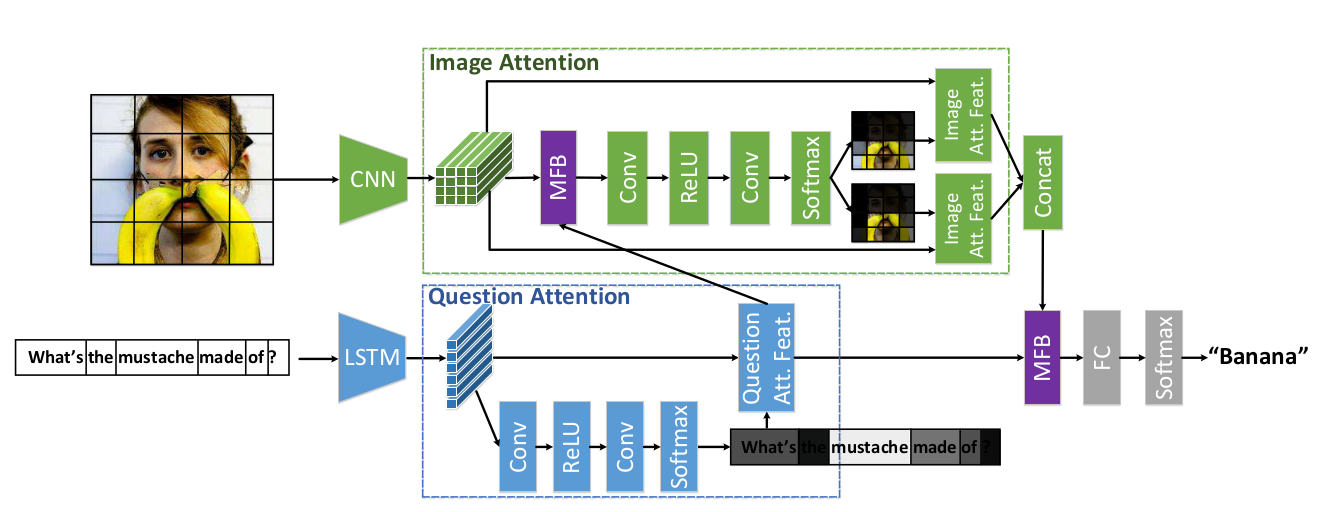 Image Attention
CNN
MFB
Conv
ReLU
Conv
Softmax
Image
Att. Feat.
Image
Att. Feat.
Concat
Question Attention
What's the mustache made of ?
LSTM
Question
Att. Feat.
Conv
ReLU
Conv
Softmax
What's the mustache made of ?
MFB
FC
Softmax
“Banana”